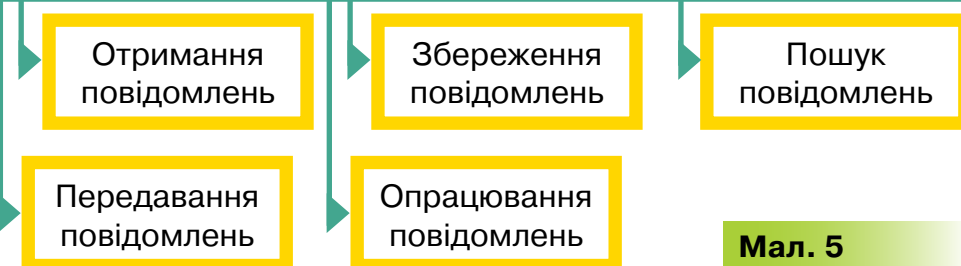 Отримання
повідомлень
Збереження
повідомлень
Пошук
повідомлень
Передавання
повідомлень
Опрацювання
повідомлень
Мал. 5